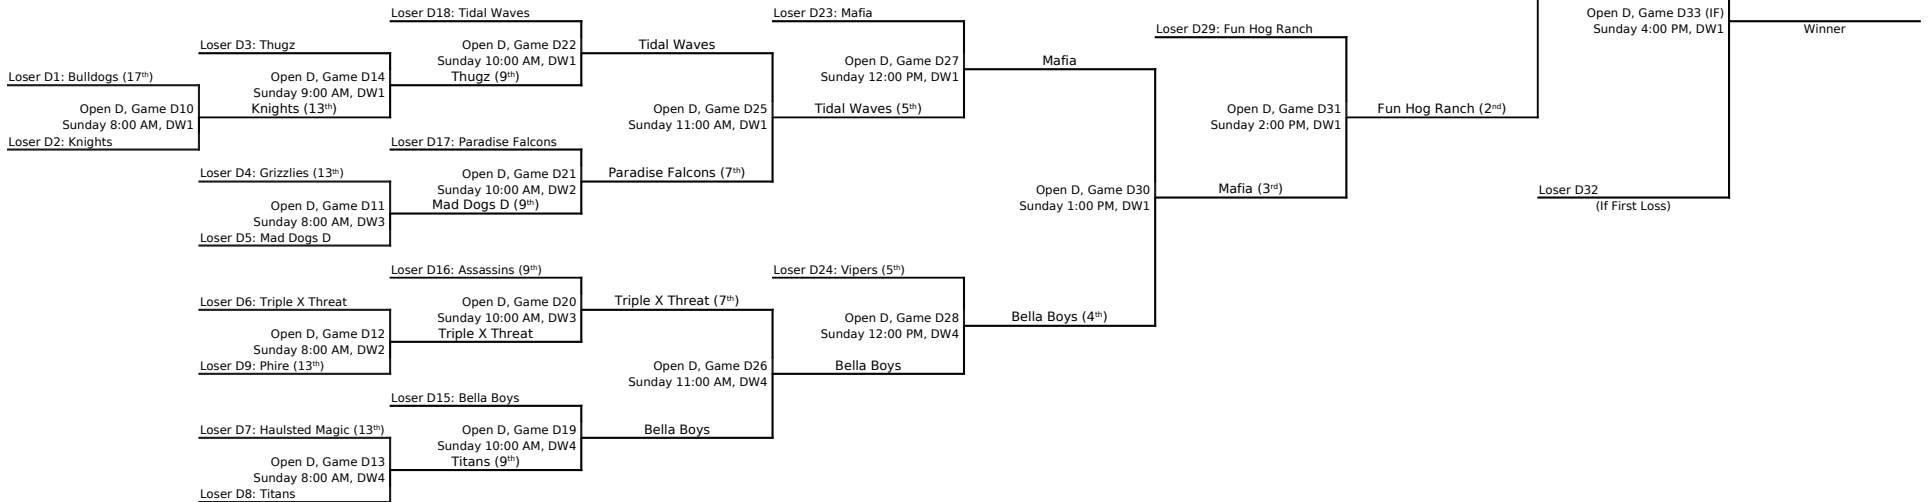 Loser D18: Tidal Waves
Loser D23: Mafia
Open D, Game D33 (IF)
Sunday 4:00 PM, DW1
Winner
Loser D29: Fun Hog Ranch
Loser D3: Thugz
Open D, Game D22
Sunday 10:00 AM, DW1
Tidal Waves
Open D, Game D27
Sunday 12:00 PM, DW1
Mafia
Loser D1: Bulldogs (17th)
Open D, Game D14
Sunday 9:00 AM, DW1
Thugz (9th)
Open D, Game D10
Sunday 8:00 AM, DW1
Knights (13th)
Open D, Game D25
Sunday 11:00 AM, DW1
Tidal Waves (5th)
Open D, Game D31
Sunday 2:00 PM, DW1
Fun Hog Ranch (2nd)
Loser D2: Knights
Loser D17: Paradise Falcons
Loser D4: Grizzlies (13th)
Open D, Game D21
Sunday 10:00 AM, DW2
Paradise Falcons (7th)
Open D, Game D11
Sunday 8:00 AM, DW3
Mad Dogs D (9th)
Open D, Game D30
Sunday 1:00 PM, DW1
Mafia (3rd)
Loser D32
(If First Loss)
Loser D5: Mad Dogs D
Loser D16: Assassins (9th)
Loser D24: Vipers (5th)
Loser D6: Triple X Threat
Open D, Game D20
Sunday 10:00 AM, DW3
Triple X Threat (7th)
Open D, Game D28
Sunday 12:00 PM, DW4
Bella Boys (4th)
Open D, Game D12
Sunday 8:00 AM, DW2
Triple X Threat
Loser D9: Phire (13th)
Open D, Game D26
Sunday 11:00 AM, DW4
Bella Boys
Loser D15: Bella Boys
Loser D7: Haulsted Magic (13th)
Open D, Game D19
Sunday 10:00 AM, DW4
Bella Boys
Open D, Game D13
Sunday 8:00 AM, DW4
Titans (9th)
Loser D8: Titans